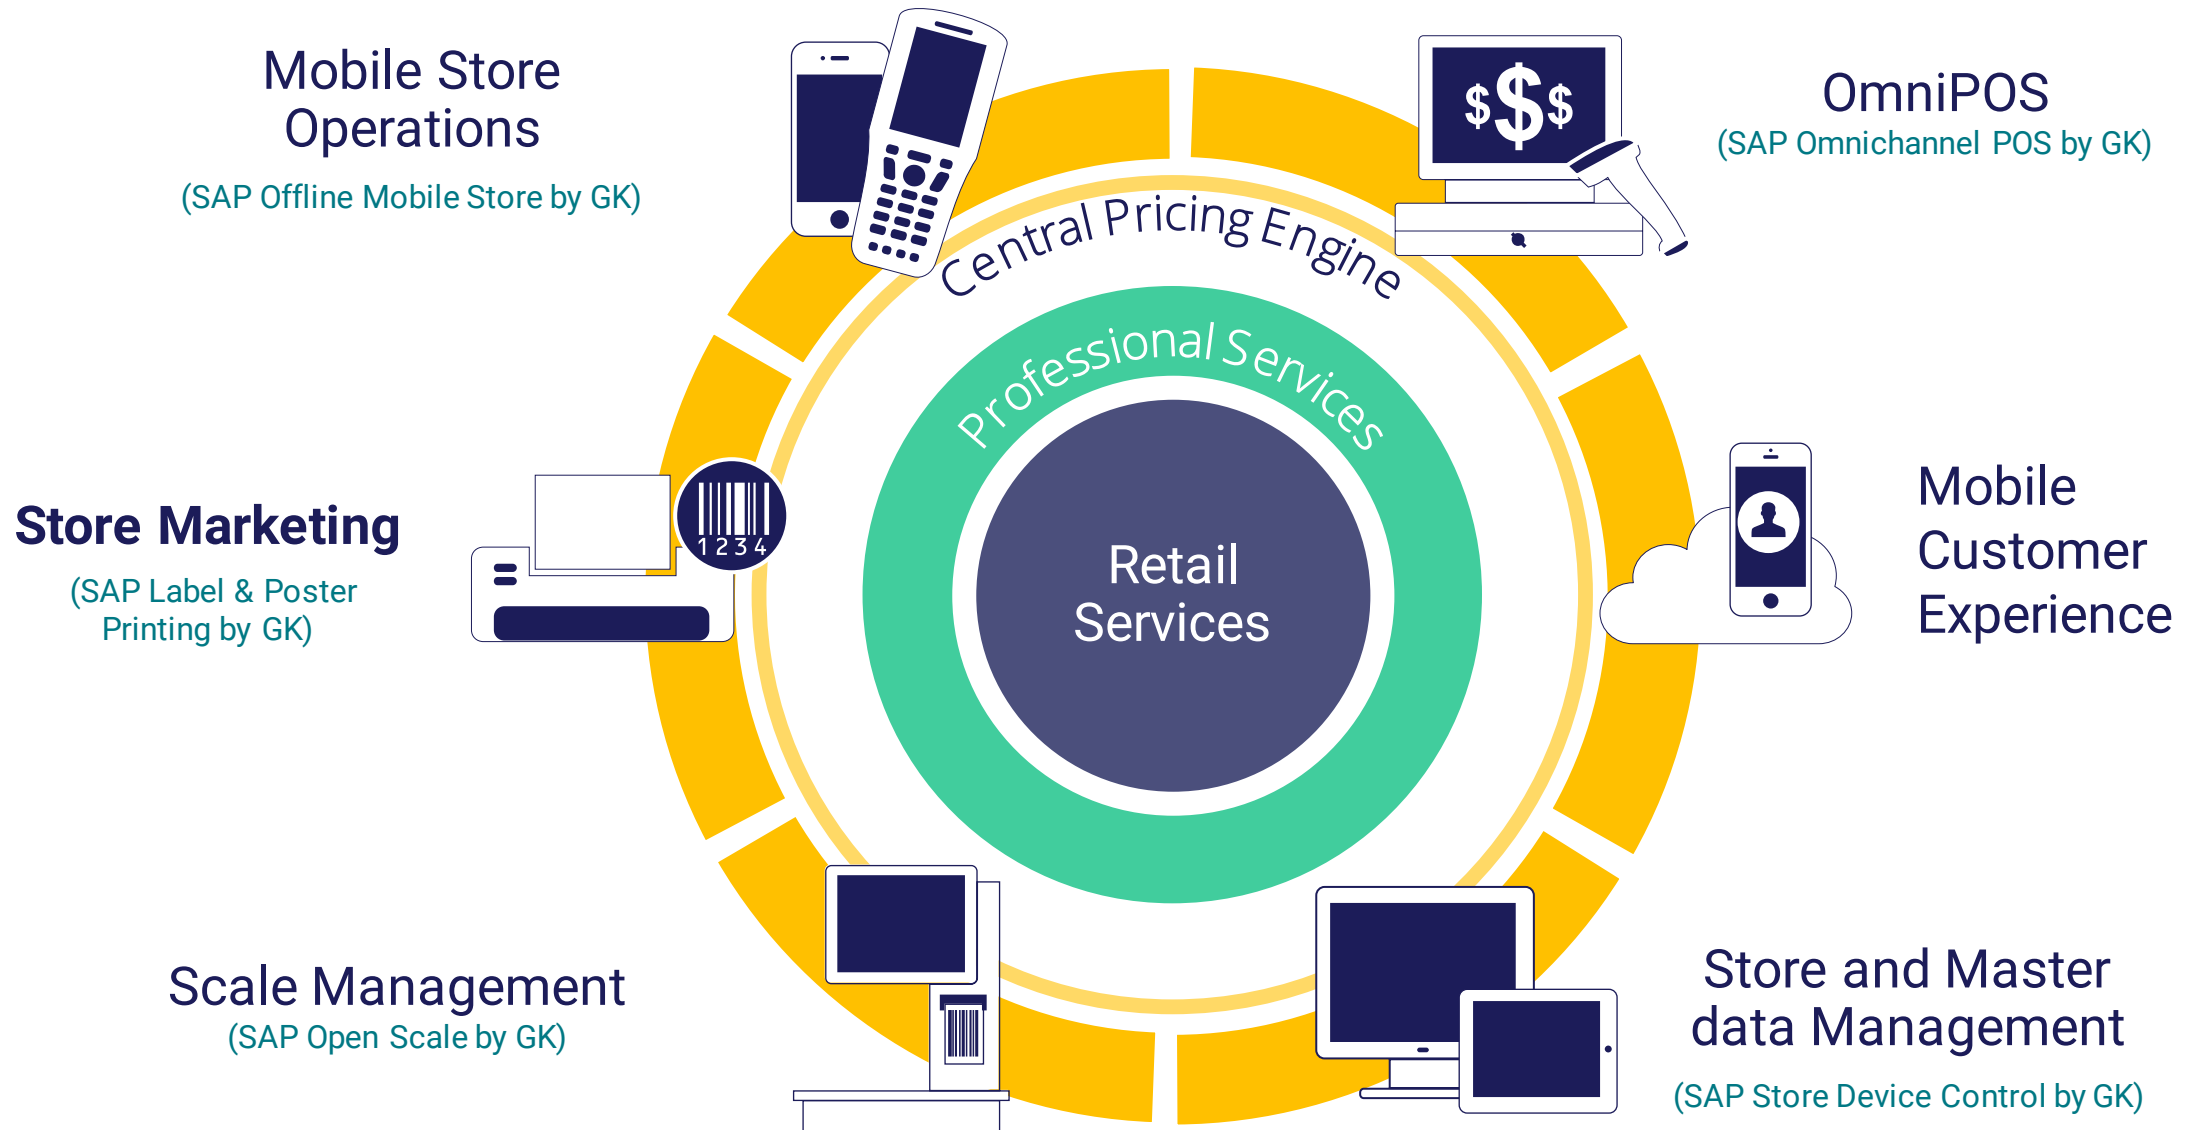 Mobile Store
Operations
(SAP Offline Mobile Store by GK)
$$$
OmniPOS
(SAP Omnichannel POS by GK)
Central Pricing Engine
Professional Services
Retail
Services
Store Marketing
(SAP Label & Poster
Printing by GK)
1234
Mobile
Customer
Experience
Scale Management
(SAP Open Scale by GK)
Store and Master
data Management
(SAP Store Device Control by GK)